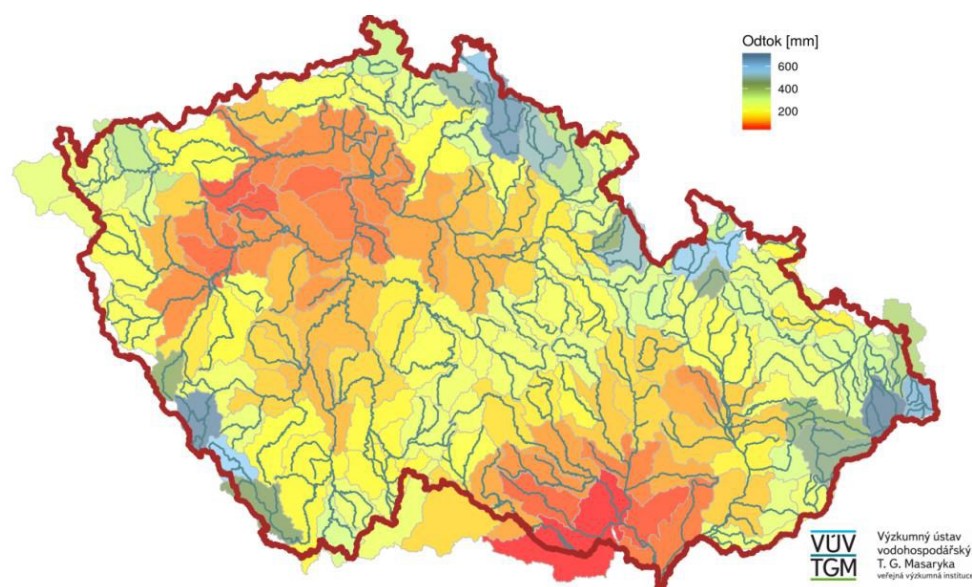 Odtok [mm]
600
400
200
VÚV
TGM
Výzkumný ústav
vodohospodářský
T. G. Masaryka
veřejná výzkumná instituce